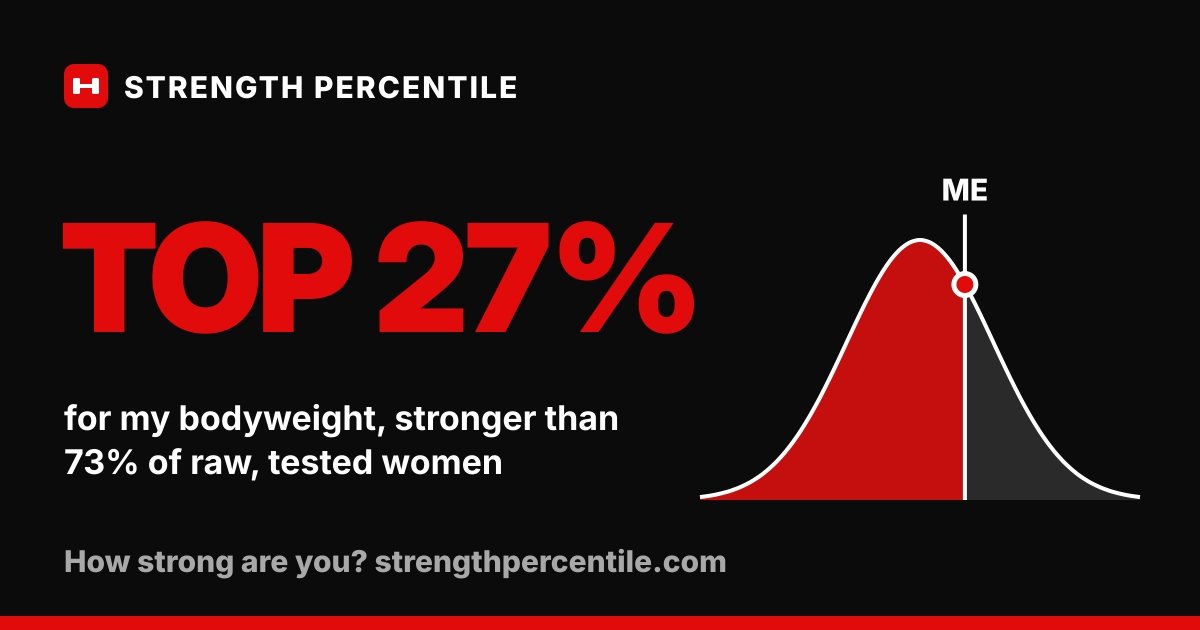 STRENGTH PERCENTILE
ME
TOP 27%
for my bodyweight, stronger than
73% of raw, tested women
How strong are you? strengthpercentile.com